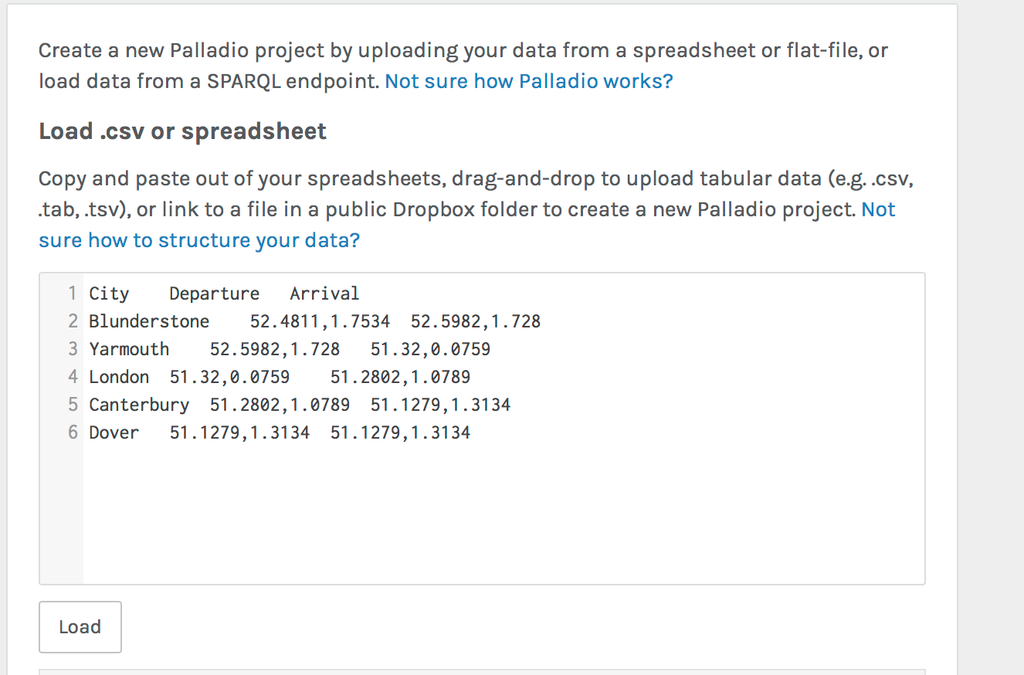 Create a new Palladio project by uploading your data from a spreadsheet or flat-file, or
load data from a SPARQL endpoint. Not sure how Palladio works?
Load .csv or spreadsheet
Copy and paste out of your spreadsheets, drag-and-drop to upload tabular data (e.g. .csv,
.tab, .tsv), or link to a file in a public Dropbox folder to create a new Palladio project. Not
sure how to structure your data?
1 City    Departure   Arrival
2 Blunderstone    52.4811,1.7534  52.5982,1.728
3 Yarmouth    52.5982,1.728   51.32,0.0759
4 London  51.32,0.0759    51.2802,1.0789
5 Canterbury  51.2802,1.0789  51.1279,1.3134
6 Dover   51.1279,1.3134  51.1279,1.3134
Load